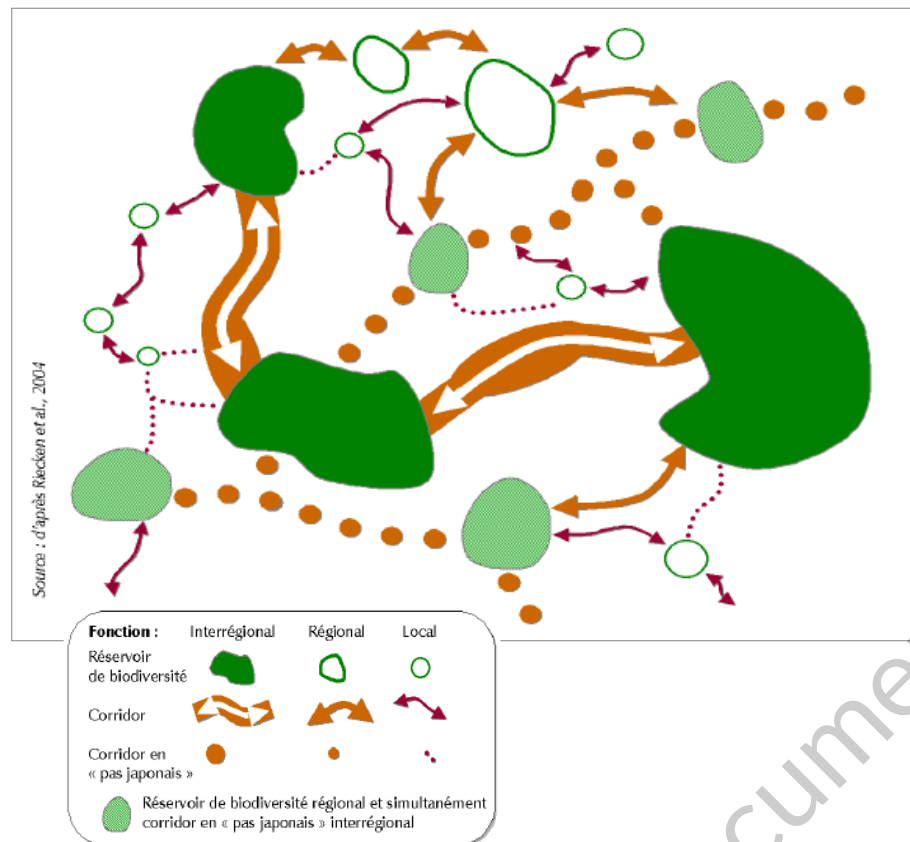 Source : d'après Riecken et al., 2004
Fonction : Interrégional Régional Local
Réservoir
de biodiversité
Corridor
Corridor en
« pas japonais »
Réservoir de biodiversité régional et simultanément
corridor en « pas japonais » interrégional
cume